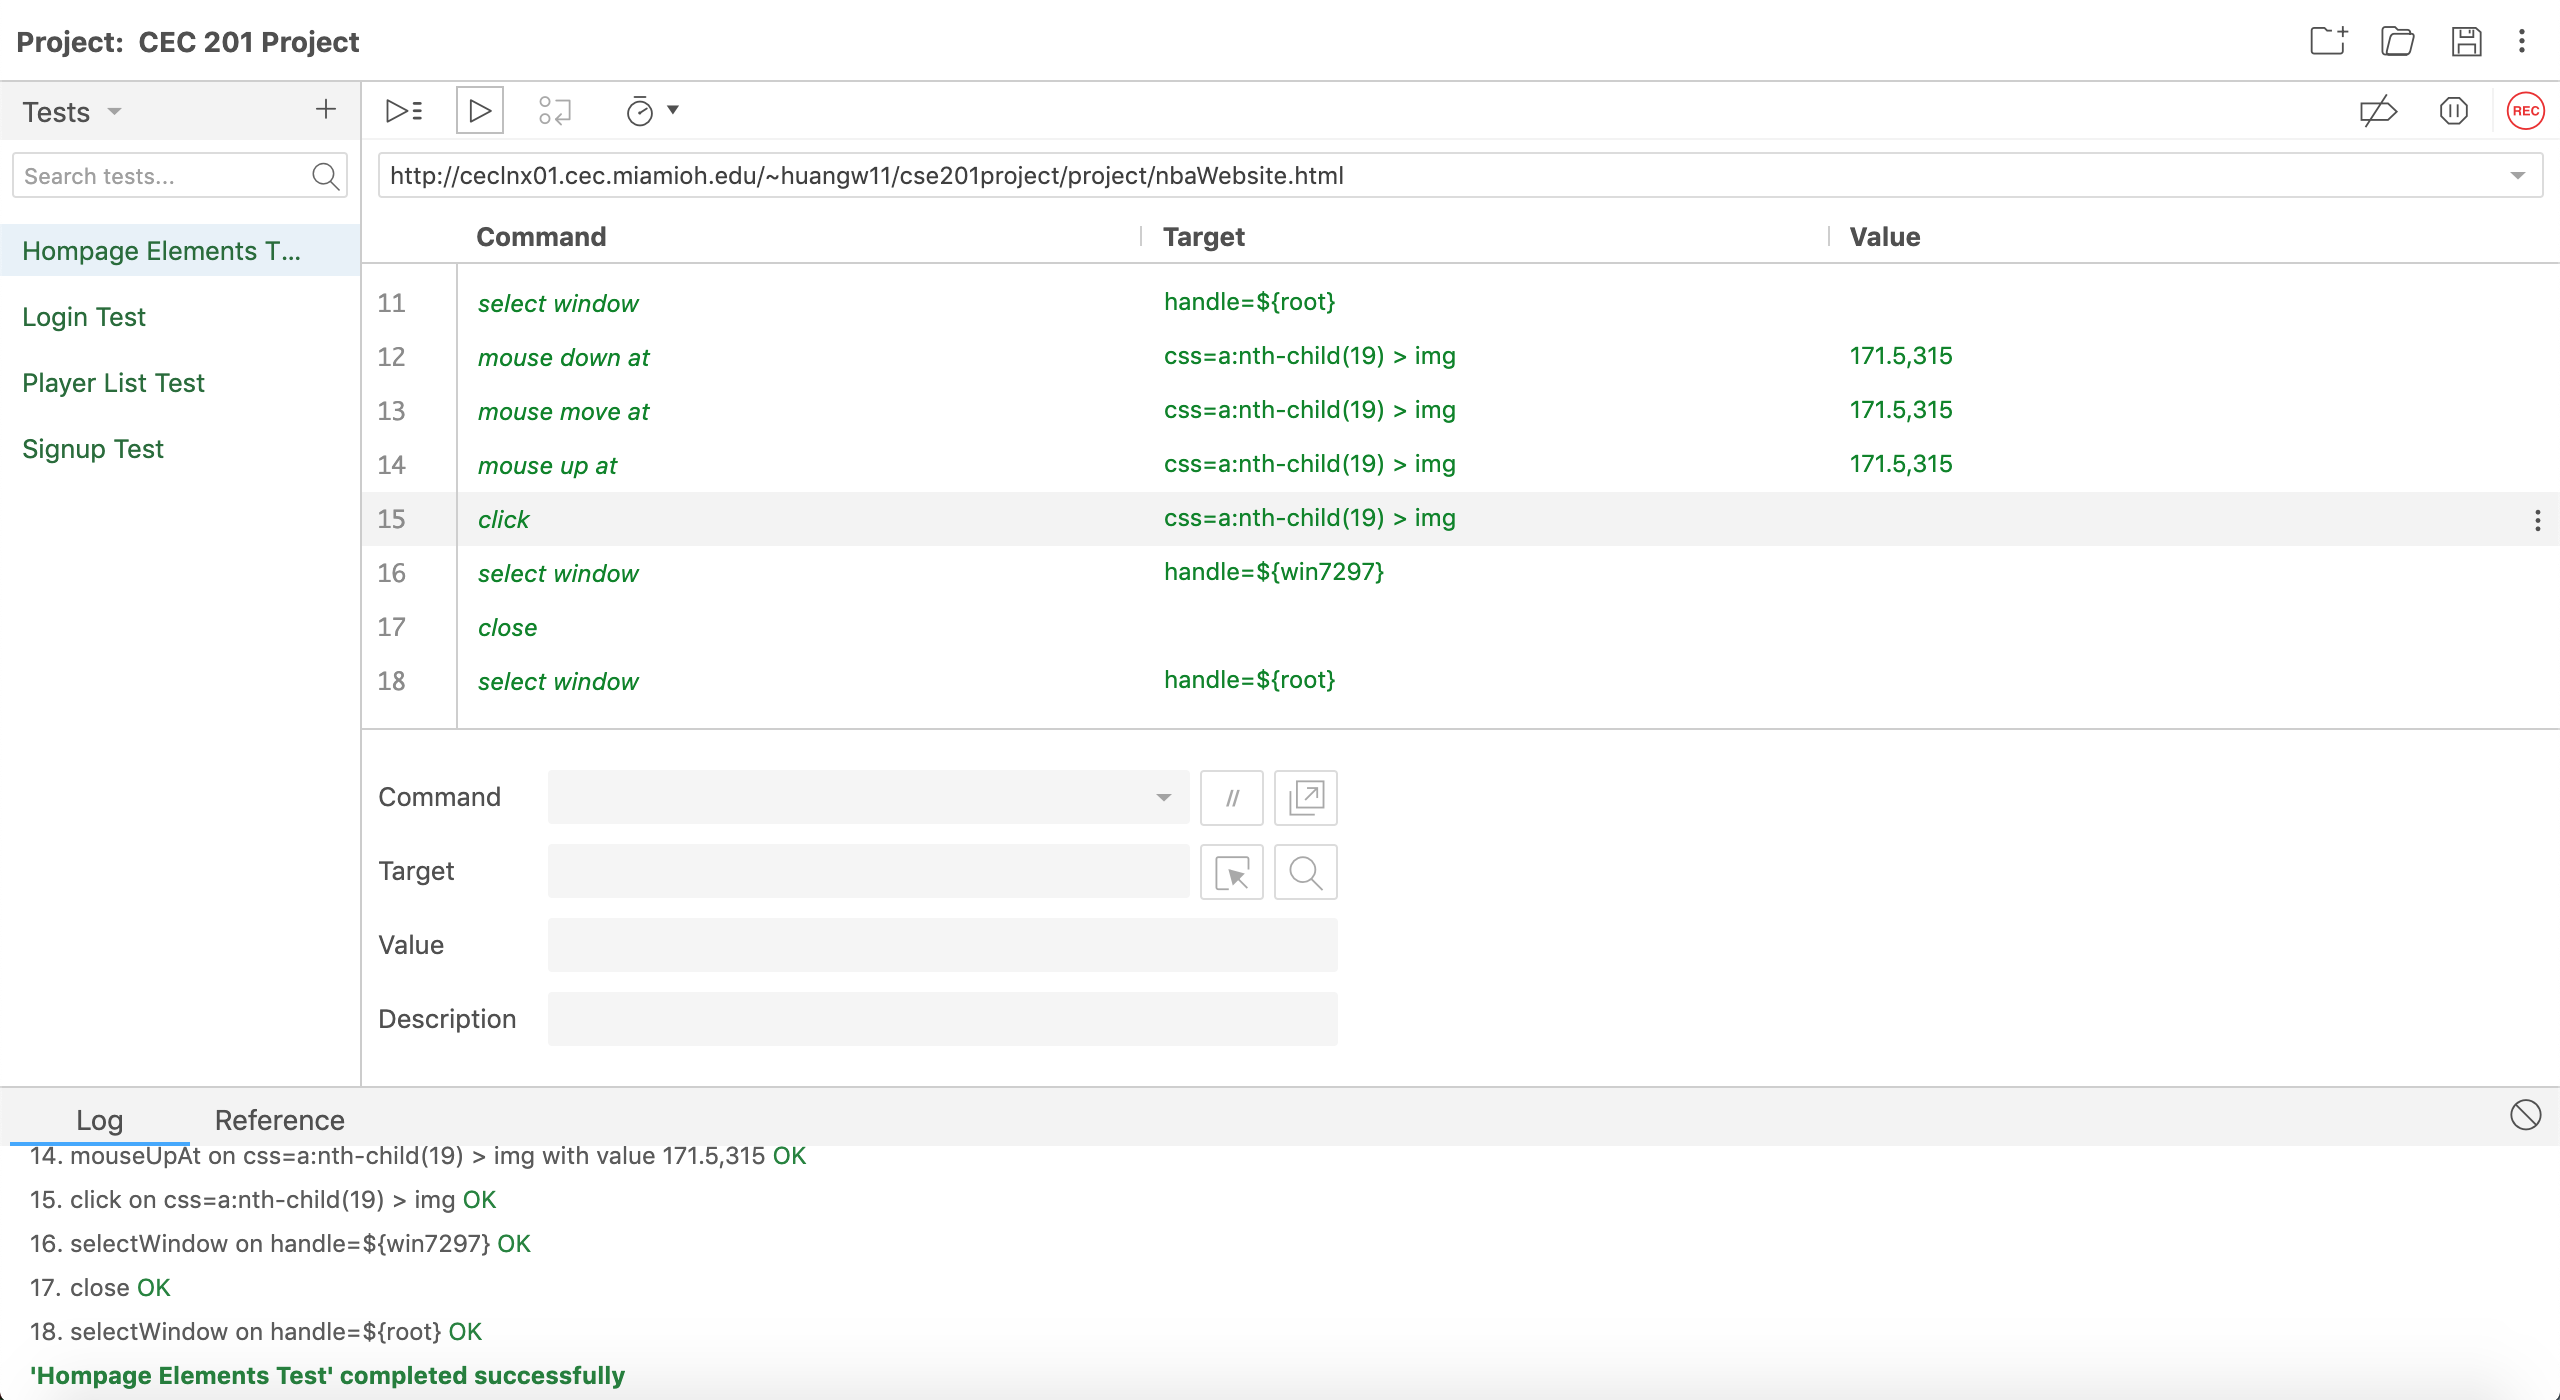 Project: CEC 201 Project
Tests
Search tests...
Hompage Elements T...
Login Test
Player List Test
Signup Test
REC
http://ceclnx01.cec.miamioh.edu/~huangw11/cse201project/project/nbaWebsite.html
Command Target Value
11 select window handle=${root}
12 mouse down at css=a:nth-child(19) > img 171.5,315
13 mouse move at css=a:nth-child(19) > img 171.5,315
14 mouse up at css=a:nth-child(19) > img 171.5,315
15 click css=a:nth-child(19) > img
16 select window handle=${win7297}
17 close
18 select window handle=${root}
Command //
Target
Value
Description
Log Reference
14. mouseUpAt on css=a:nth-child(19) > img with value 171.5,315 OK
15. click on css=a:nth-child(19) > img OK
16. selectWindow on handle=${win7297} OK
17. close OK
18. selectWindow on handle=${root} OK
'Hompage Elements Test' completed successfully